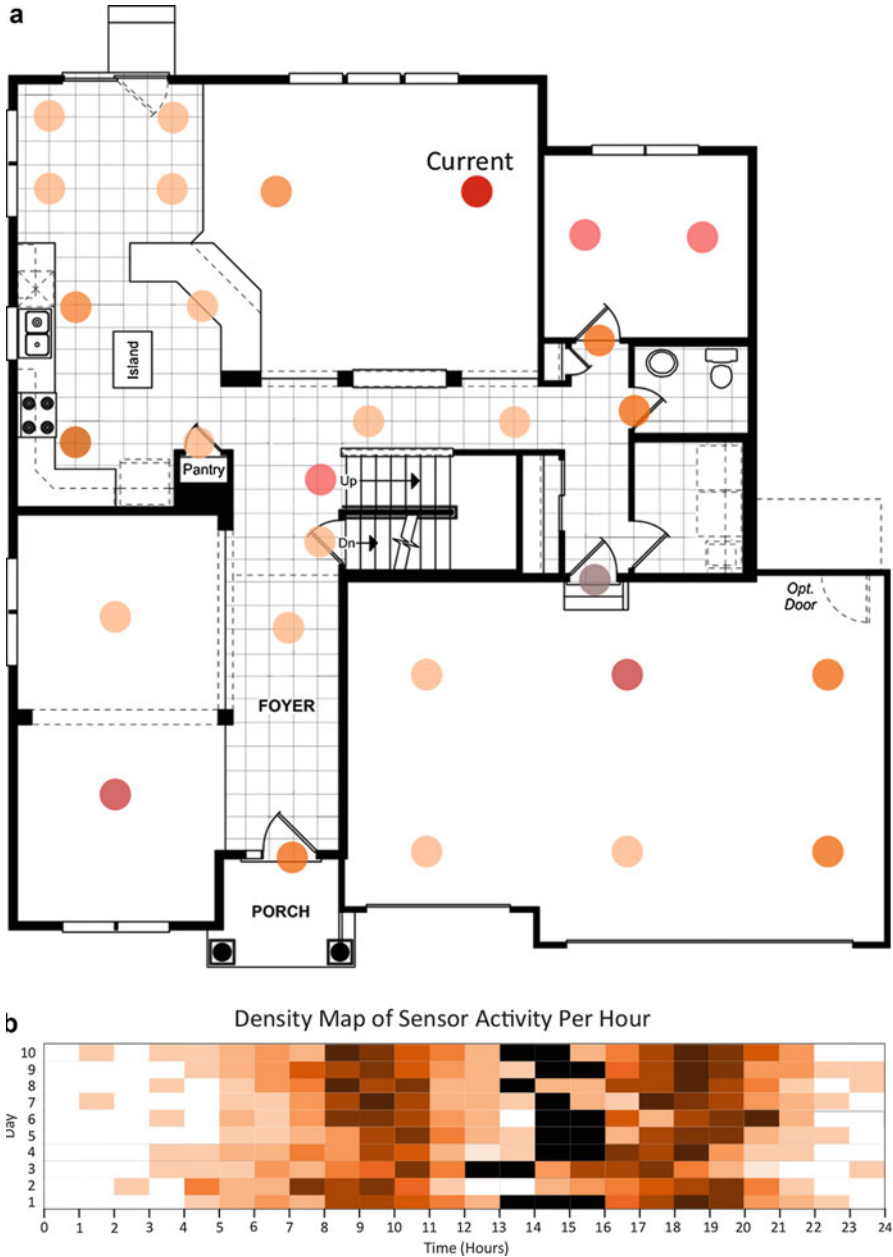 a
Current
Island
Pantry
Up
Dn
Opt.
Door
FOYER
PORCH
b
Density Map of Sensor Activity Per Hour
Day
10
9
8
7
6
5
4
3
2
1
0 1 2 3 4 5 6 7 8 9 10 11 12 13 14 15 16 17 18 19 20 21 22 23 24
Time (Hours)